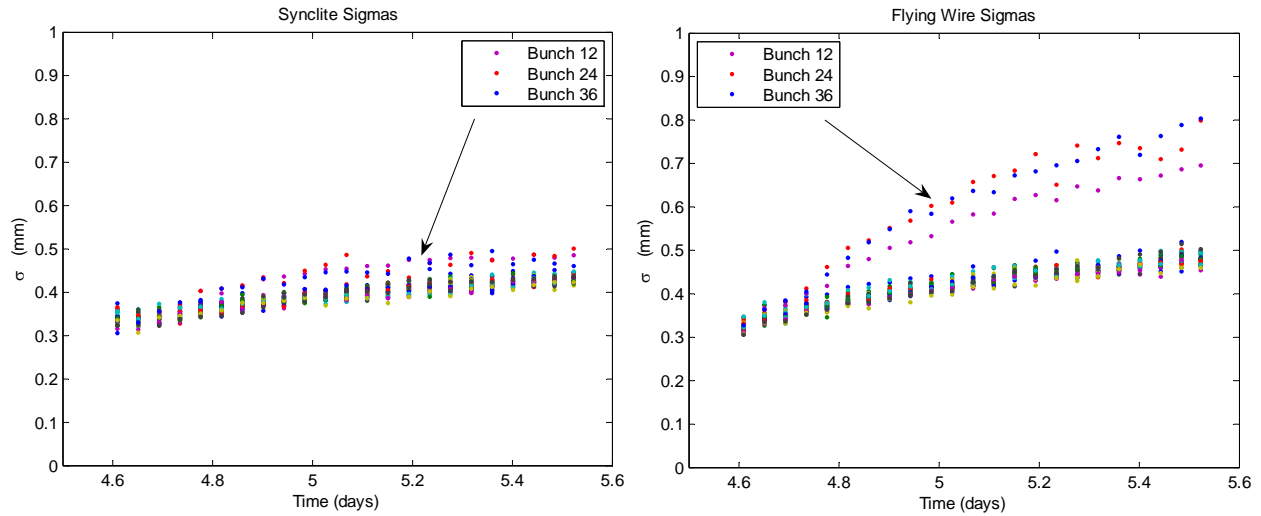 Synclite Sigmas
1
0.9
0.8
0.7
0.6
0.5
0.4
0.3
0.2
0.1
0
σ (mm)
4.6
4.8
5
5.2
5.4
5.6
Time (days)
Bunch 12
Bunch 24
Bunch 36
Flying Wire Sigmas
1
0.9
0.8
0.7
0.6
0.5
0.4
0.3
0.2
0.1
0
σ (mm)
4.6
4.8
5
5.2
5.4
5.6
Time (days)
Bunch 12
Bunch 24
Bunch 36